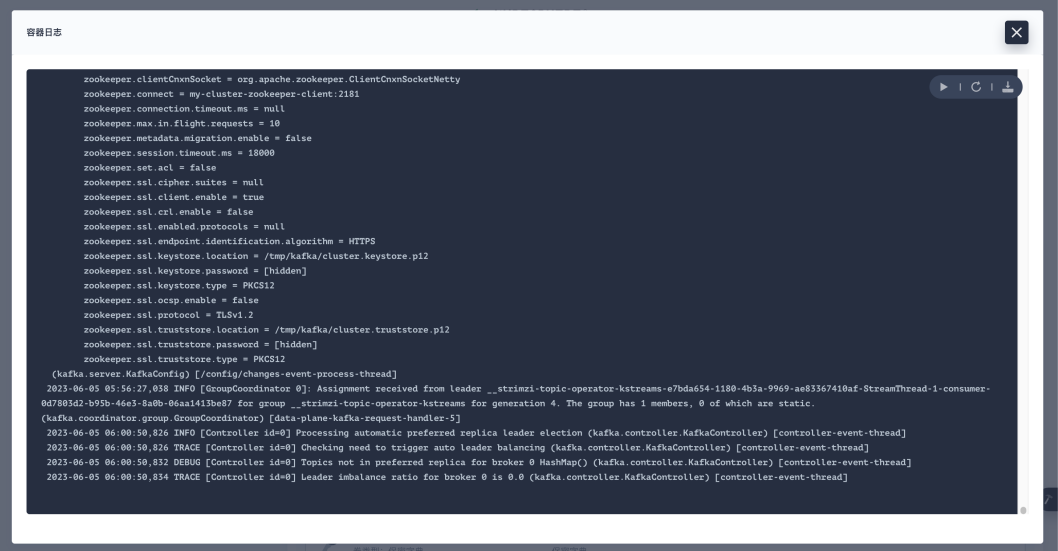 容器日志
zookeeper.clientCnxnSocket = org.apache.zookeeper.ClientCnxnSocketNetty
zookeeper.connect = my-cluster-zookeeper-client:2181
zookeeper.connection.timeout.ms = null
zookeeper.max.in.flight.requests = 10
zookeeper.metadata.migration.enable = false
zookeeper.session.timeout.ms = 18000
zookeeper.set.acl = false
zookeeper.ssl.cipher.suites = null
zookeeper.ssl.client.enable = true
zookeeper.ssl.crl.enable = false
zookeeper.ssl.enabled.protocols = null
zookeeper.ssl.endpoint.identification.algorithm = HTTPS
zookeeper.ssl.keystore.location = /tmp/kafka/cluster.keystore.p12
zookeeper.ssl.keystore.password = [hidden]
zookeeper.ssl.keystore.type = PKCS12
zookeeper.ssl.ocsp.enable = false
zookeeper.ssl.protocol = TLSv1.2
zookeeper.ssl.truststore.location = /tmp/kafka/cluster.truststore.p12
zookeeper.ssl.truststore.password = [hidden]
zookeeper.ssl.truststore.type = PKCS12
(kafka.server.KafkaConfig) [/config/changes-event-process-thread]
2023-06-05 05:56:27,038 INFO [GroupCoordinator 0]: Assignment received from leader __strimzi-topic-operator-kstreams-e7bda654-1180-4b3a-9969-ae83367410af-StreamThread-1-consumer-
0d7803d2-b95b-46e3-8a0b-06aa1413be87 for group __strimzi-topic-operator-kstreams for generation 4. The group has 1 members, 0 of which are static.
(kafka.coordinator.group.GroupCoordinator) [data-plane-kafka-request-handler-5]
2023-06-05 06:00:50,826 INFO [Controller id=0] Processing automatic preferred replica leader election (kafka.controller.KafkaController) [controller-event-thread]
2023-06-05 06:00:50,826 TRACE [Controller id=0] Checking need to trigger auto leader balancing (kafka.controller.KafkaController) [controller-event-thread]
2023-06-05 06:00:50,832 DEBUG [Controller id=0] Topics not in preferred replica for broker 0 HashMap() (kafka.controller.KafkaController) [controller-event-thread]
2023-06-05 06:00:50,834 TRACE [Controller id=0] Leader imbalance ratio for broker 0 is 0.0 (kafka.controller.KafkaController) [controller-event-thread]